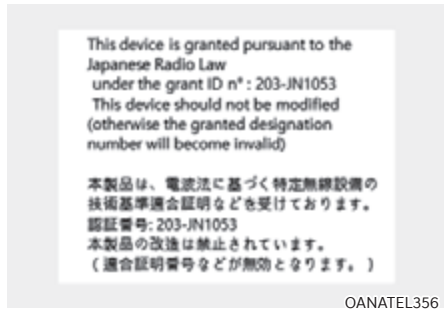 This device is granted pursuant to the
Japanese Radio Law
under the grant ID n° : 203-JN1053
This device should not be modified
(otherwise the granted designation
number will become invalid)
本製品は、電波法に基づく特定無線設備の
技術基準適合証明などを受けております。
認証番号: 203-JN1053
本製品の改造は禁止されています。
（適合証明番号などが無効となります。）
OANATEL356